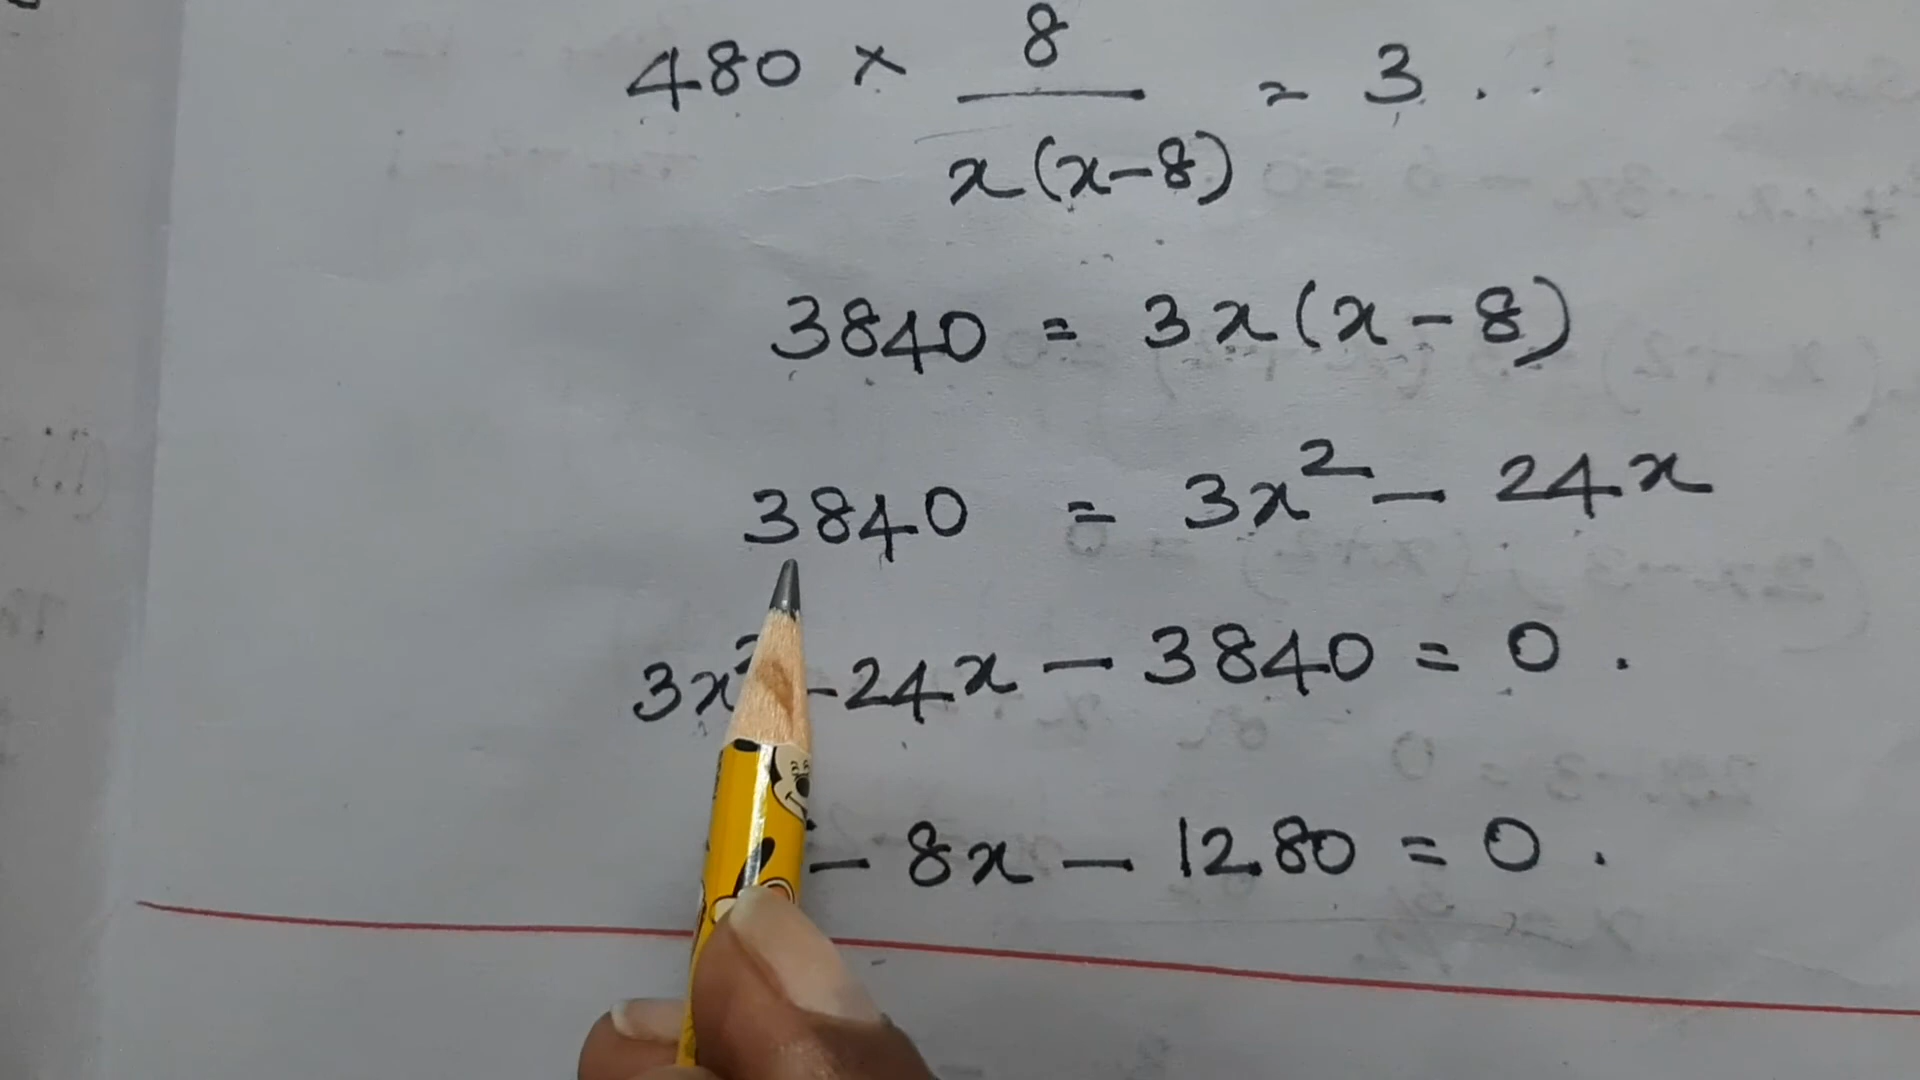 480 × 8/x(x-8) = 3.
3840 = 3x(x-8)
3840 = 3x² - 24x
3x² - 24x - 3840 = 0.
- 8x - 1280 = 0.